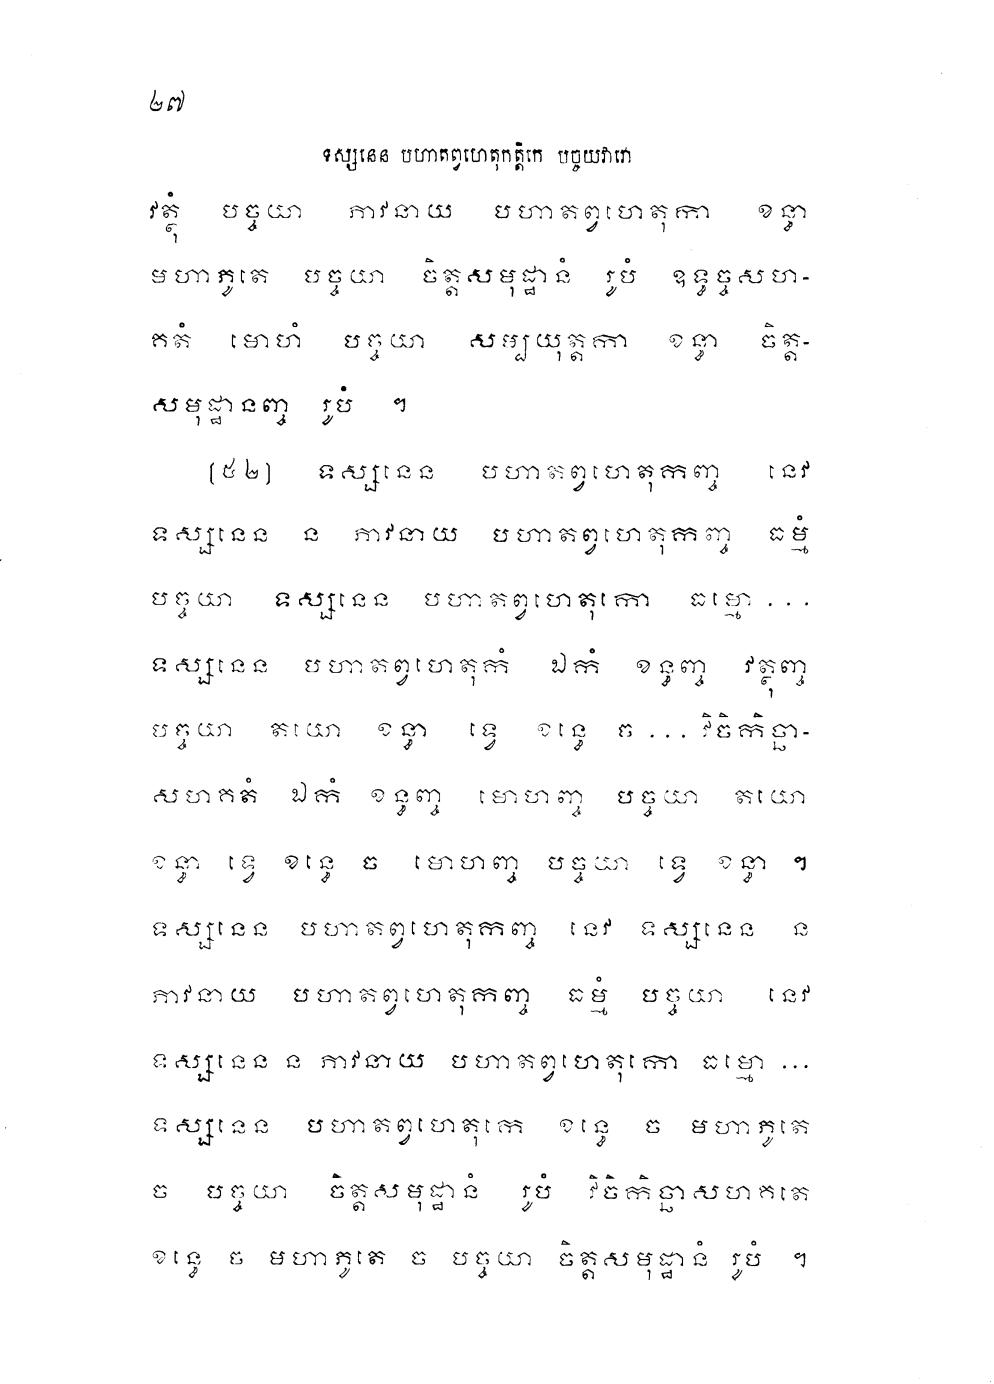 ២៧
ទស្សនេន បហាតព្វហេតុកត្តិកេ បច្ចយវារោ
វត្ថុំ បច្ចយា ភាវនាយ បហាតព្វហេតុកា ខន្ធា
មហាភូតេ បច្ចយា ចិត្តសមុដ្ឋានំ រូបំ ឧទ្ធច្ចសហ-
គតំ មោហំ បច្ចយា សម្បយុត្តកា ខន្ធា ចិត្ត-
សមុដ្ឋានញ្ច រូបំ ។
[៥២] ទស្សនេន បហាតព្វហេតុកញ្ច នេវ
ទស្សនេន ន ភាវនាយ បហាតព្វហេតុកញ្ច ធម្មំ
បច្ចយា ទស្សនេន បហាតព្វហេតុកោ ធម្មោ ...
ទស្សនេន បហាតព្វហេតុកំ ឯកំ ខន្ធញ្ច វត្ថុញ្ច
បច្ចយា តយោ ខន្ធា ទ្វេ ខន្ធេ ច ... វិចិកិច្ឆា-
សហគតំ ឯកំ ខន្ធញ្ច មោហញ្ច បច្ចយា តយោ
ខន្ធា ទ្វេ ខន្ធេ ច មោហញ្ច បច្ចយា ទ្វេ ខន្ធា ។
ទស្សនេន បហាតព្វហេតុកញ្ច នេវ ទស្សនេន ន
ភាវនាយ បហាតព្វហេតុកញ្ច ធម្មំ បច្ចយា នេវ
ទស្សនេន ន ភាវនាយ បហាតព្វហេតុកោ ធម្មោ ...
ទស្សនេន បហាតព្វហេតុកេ ខន្ធេ ច មហាភូតេ
ច បច្ចយា ចិត្តសមុដ្ឋានំ រូបំ វិចិកិច្ឆាសហគតេ
ខន្ធេ ច មហាភូតេ ច បច្ចយា ចិត្តសមុដ្ឋានំ រូបំ ។